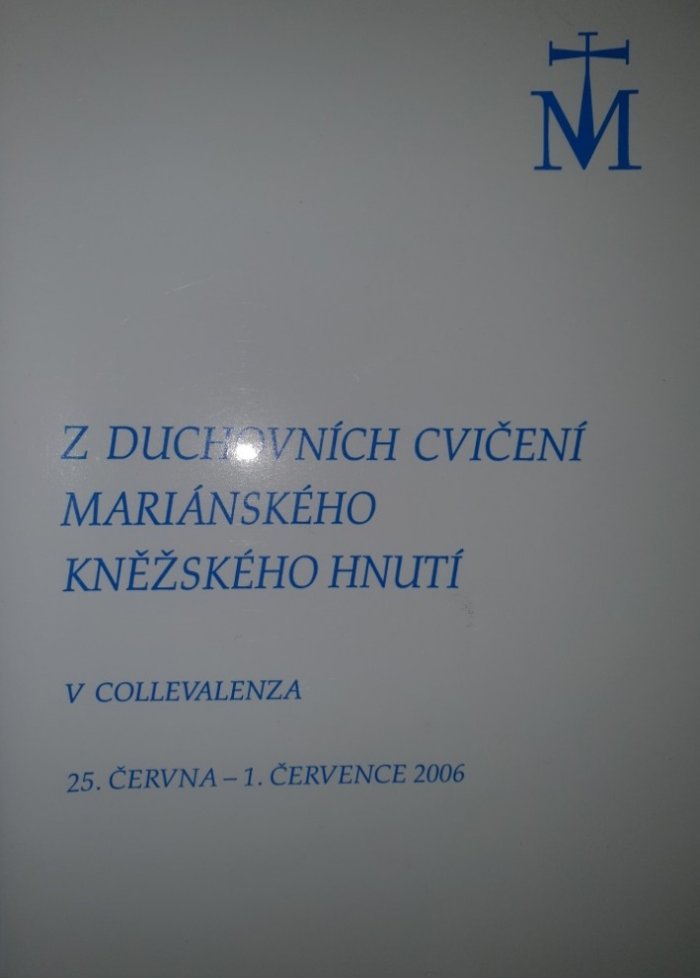 M
Z DUCHOVNÍCH CVIČENÍ
MARIÁNSKÉHO
KNĚŽSKÉHO HNUTÍ
V COLLEVALENZA
25. ČERVNA – 1. ČERVENCE 2006